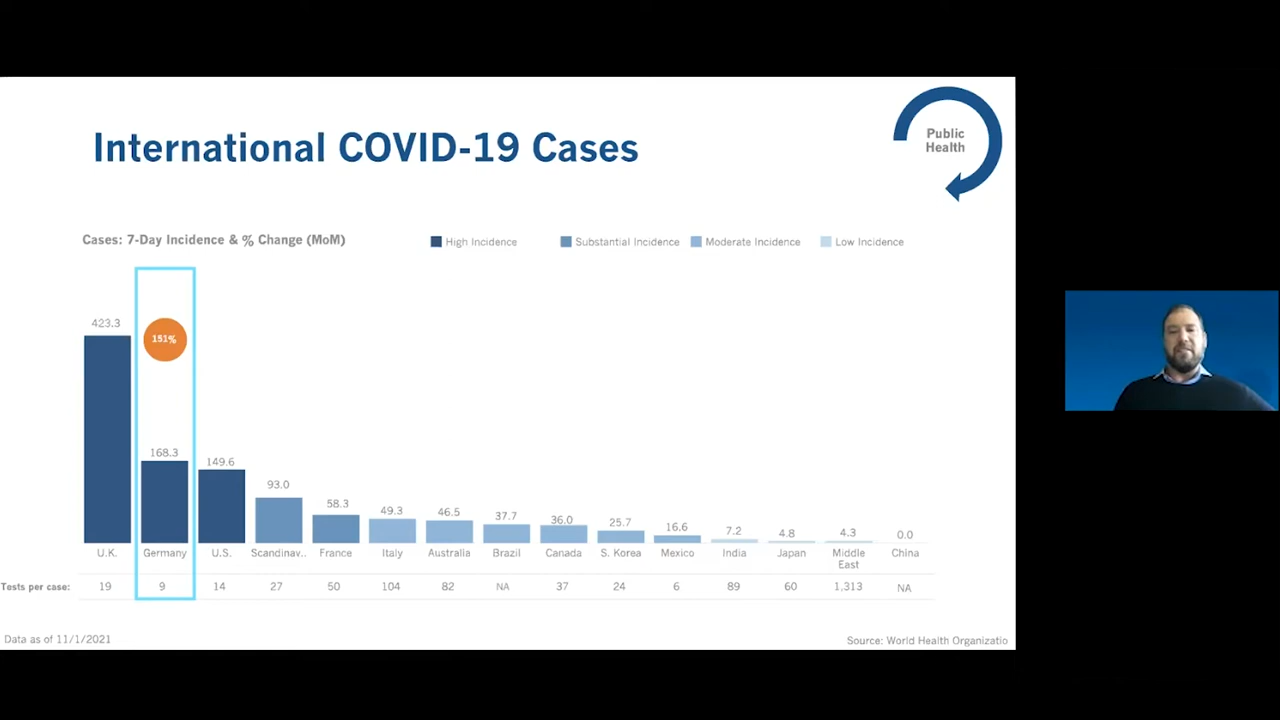 Public
Health
International COVID-19 Cases
Cases: 7-Day Incidence & % Change (MoM)
High Incidence
Substantial Incidence
Moderate Incidence
Low Incidence
423.3
151%
168.3
149.6
93.0
58.3
49.3
46.5
37.7
36.0
25.7
16.6
7.2
4.8
4.3
0.0
U.K.
Germany
U.S.
Scandinav..
France
Italy
Australia
Brazil
Canada
S. Korea
Mexico
India
Japan
Middle
East
China
Tests per case: 19 9 14 27 50 104 82 NA 37 24 6 89 60 1,313 NA
Data as of 11/1/2021
Source: World Health Organizatio